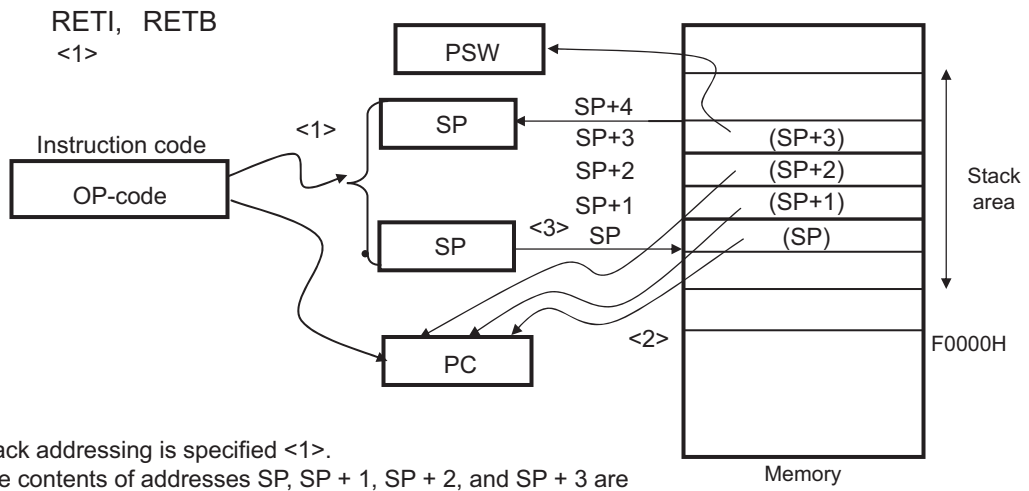 RETI, RETB
<1>
PSW
SP+4
<1>
SP
SP+3
(SP+3)
Instruction code
SP+2
(SP+2)
Stack
area
OP-code
SP+1
(SP+1)
SP
<3>
SP
(SP)
<2>
F0000H
PC
ack addressing is specified <1>.
e contents of addresses SP, SP + 1, SP + 2, and SP + 3 are
Memory